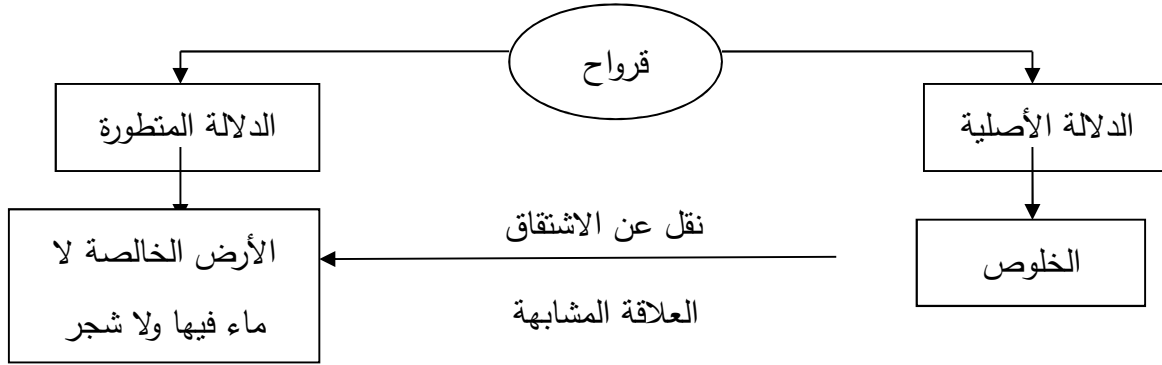 قرواح
الدلالة الأصلية
الدلالة المتطورة
الخلوص
نقل عن الاشتقاق
العلاقة المشابهة
الأرض الخالصة لا
ماء فيها ولا شجر